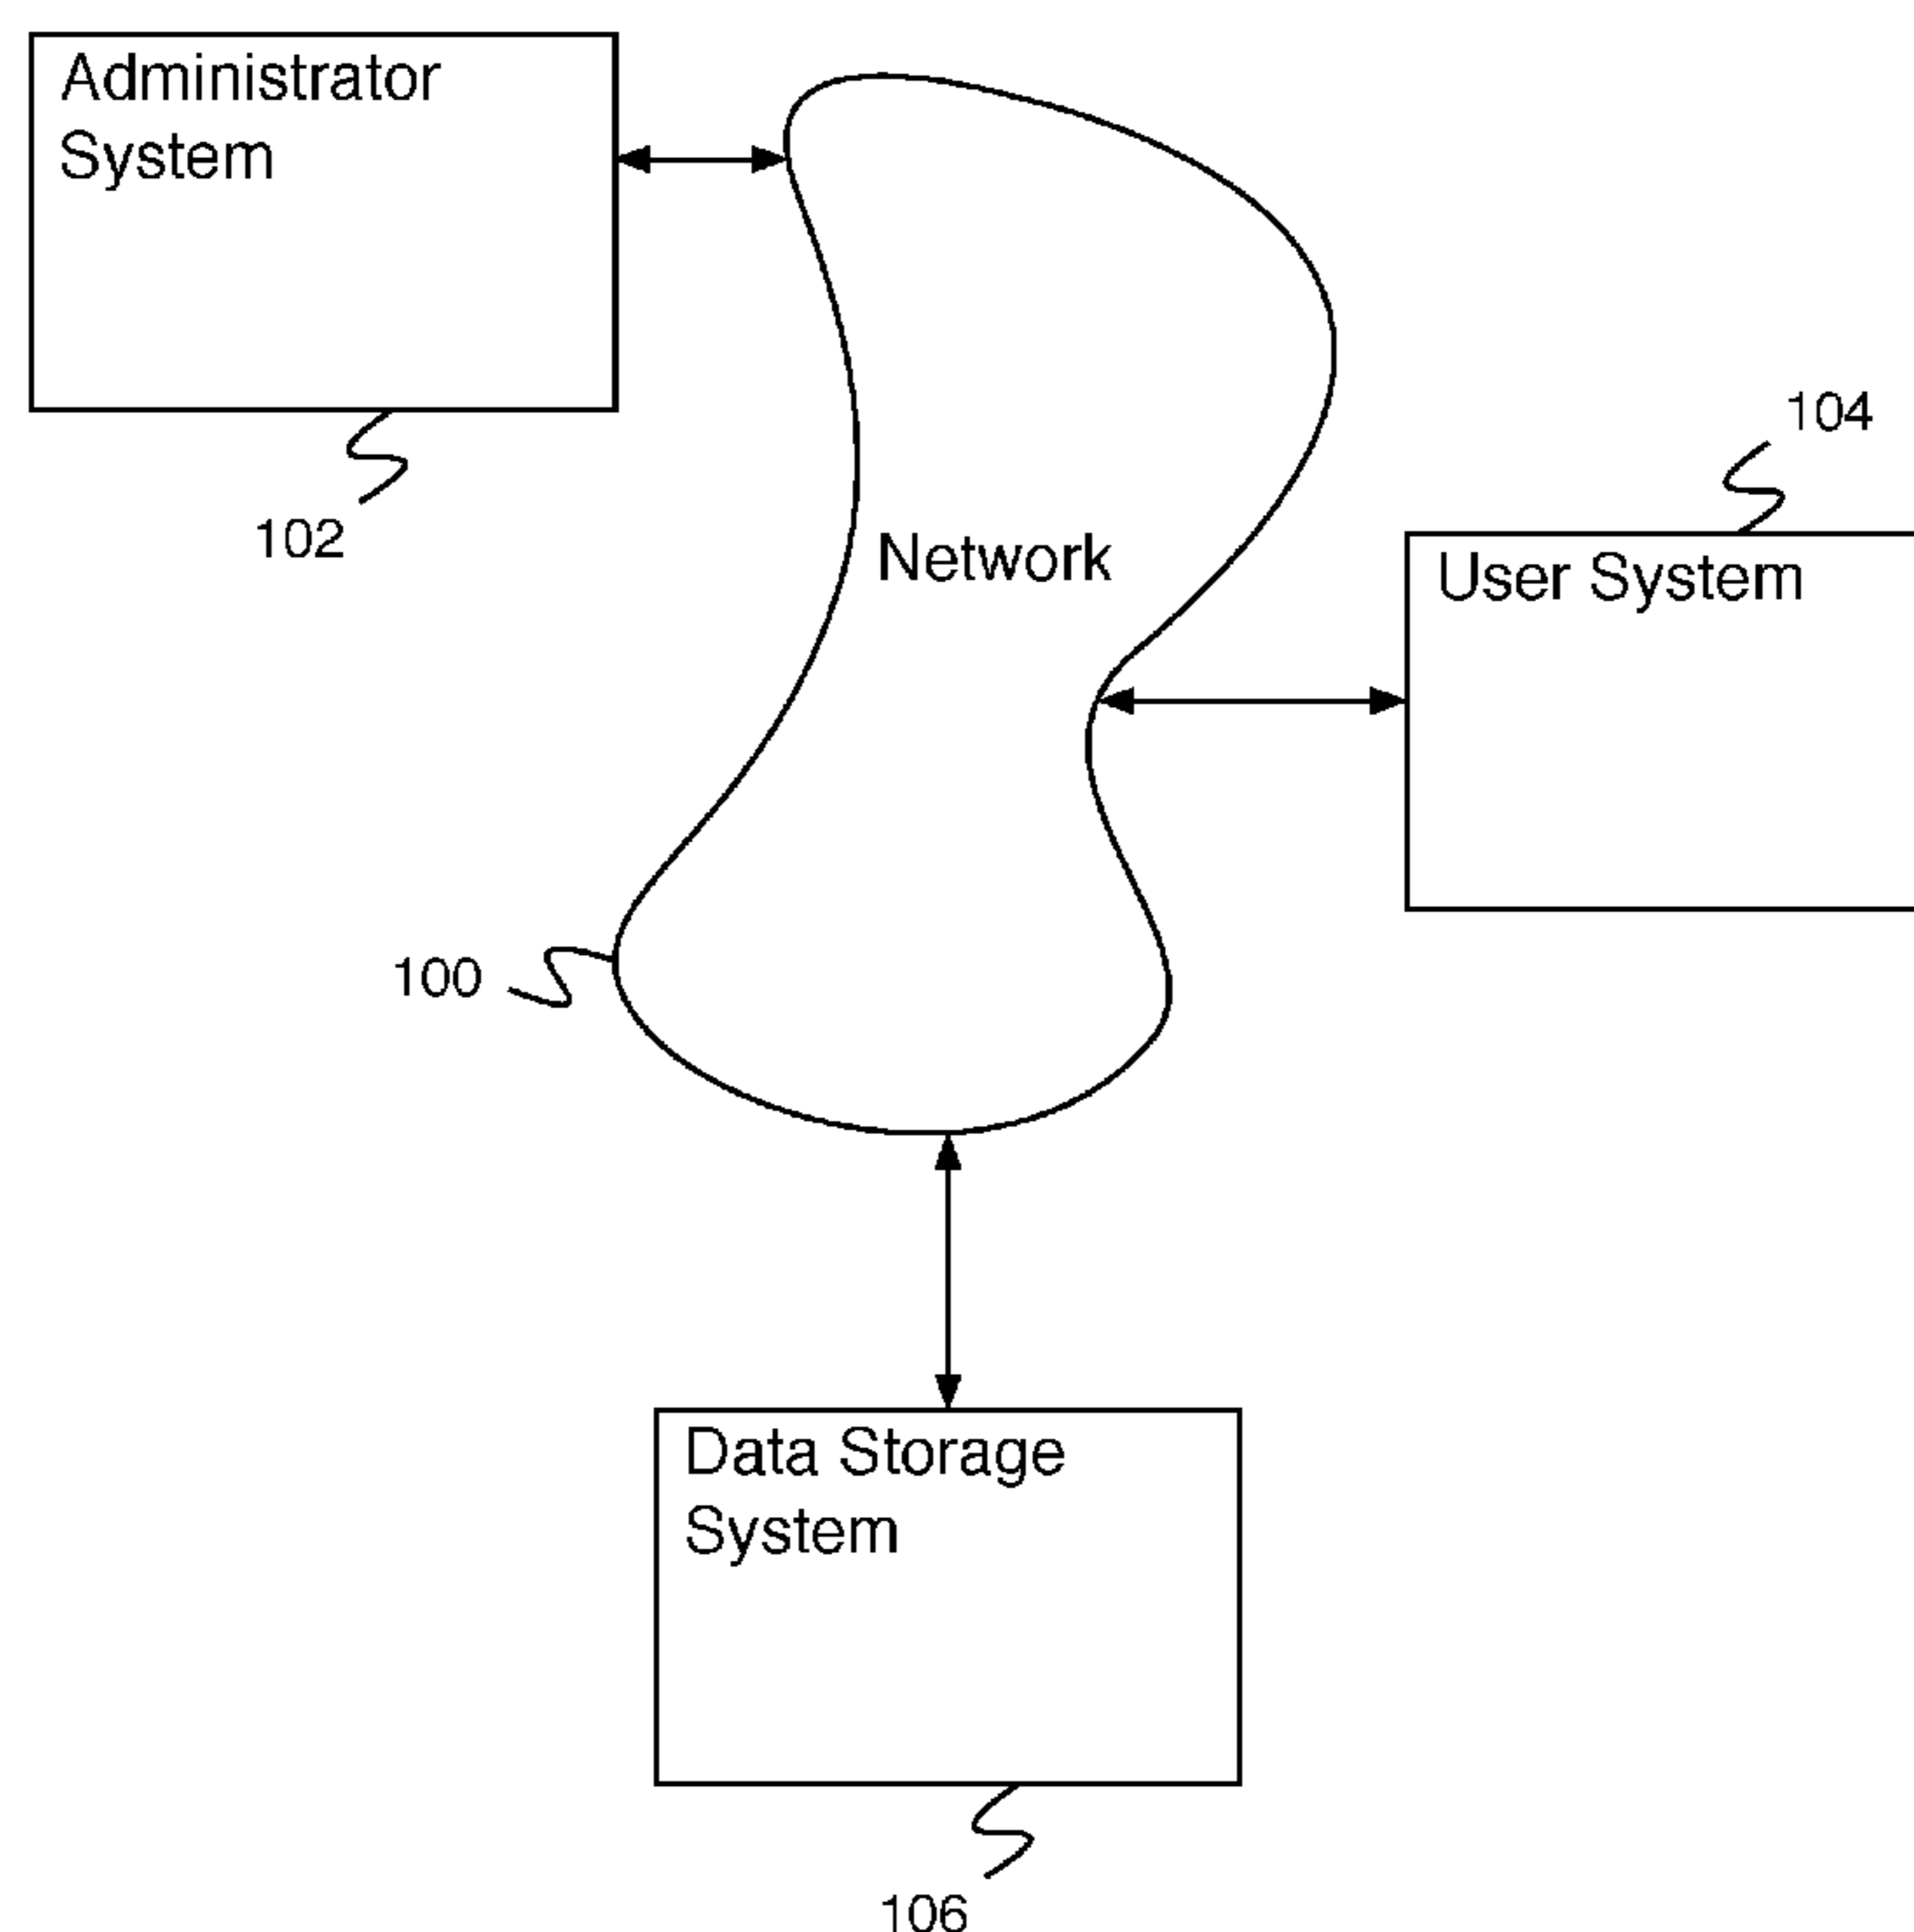 Administrator
System
102
Network
104
User System
100
Data Storage
System
106